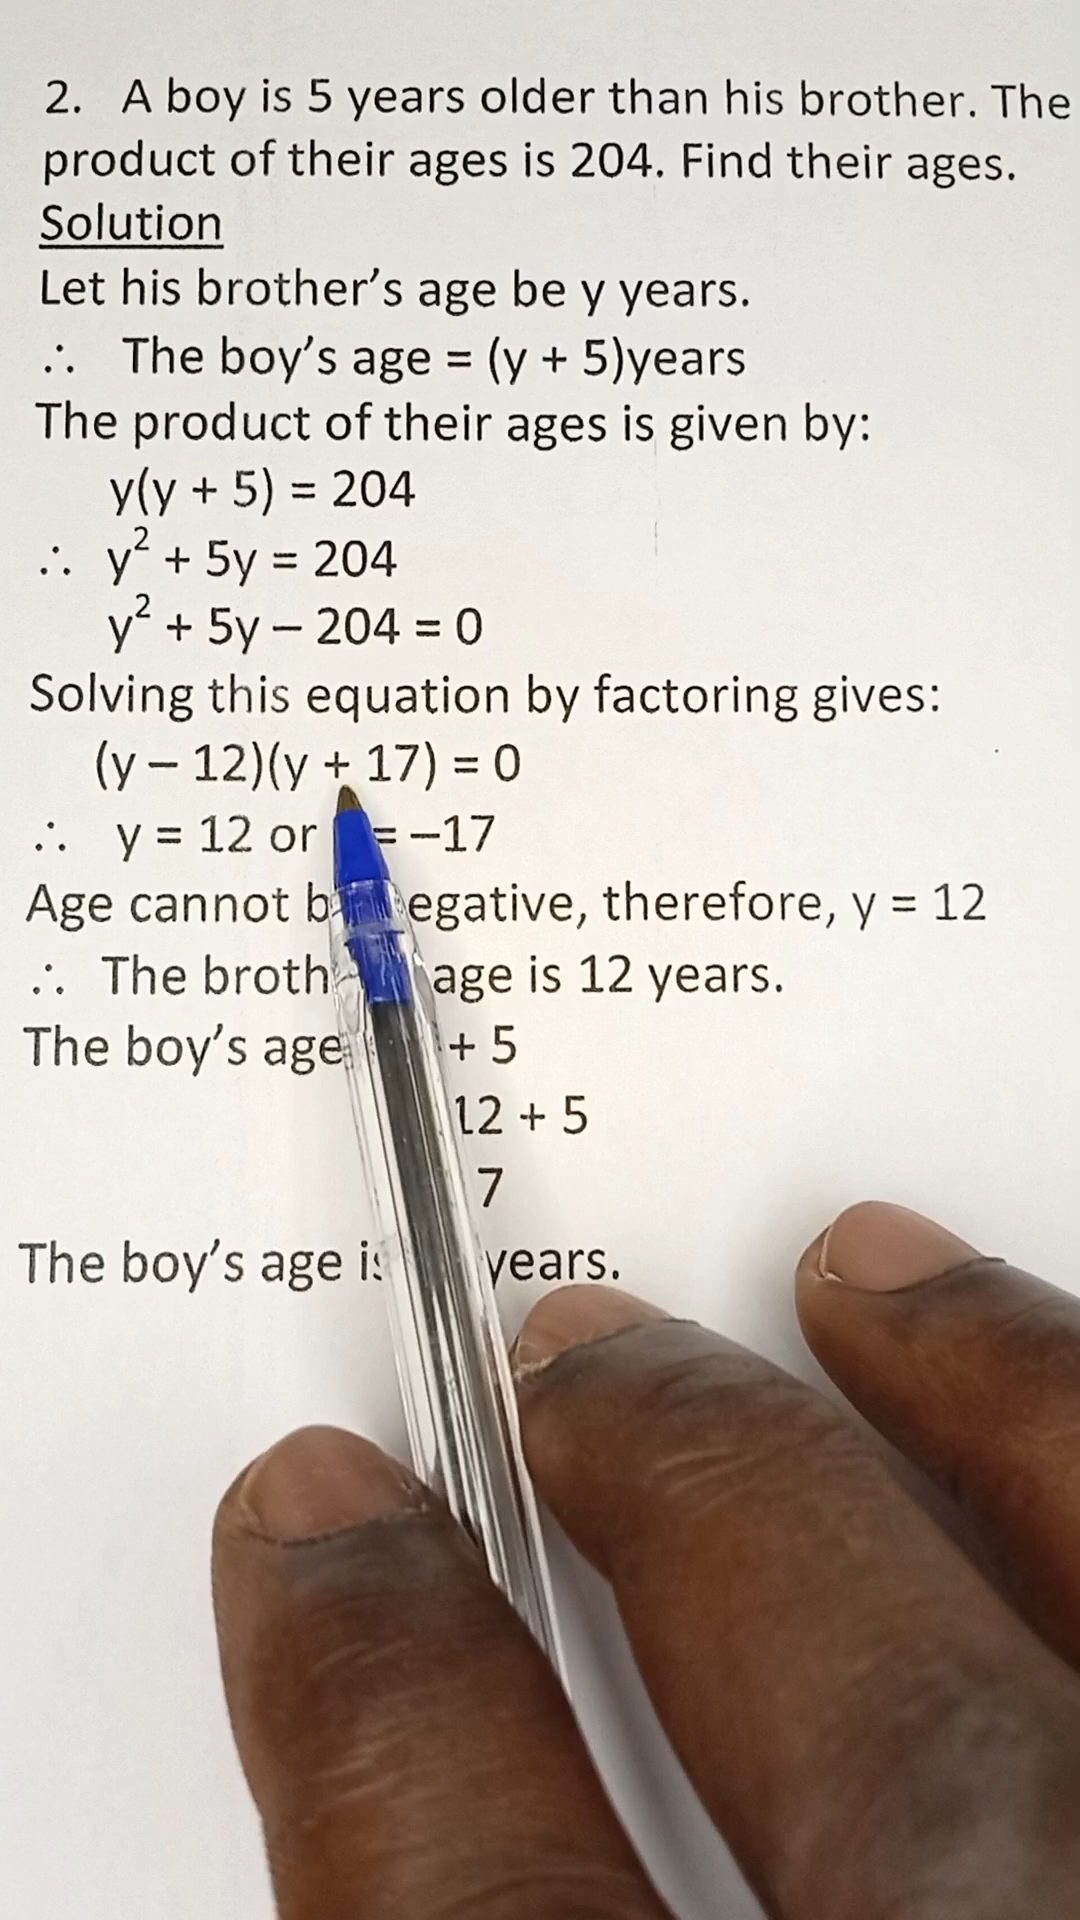 2. A boy is 5 years older than his brother. The
product of their ages is 204. Find their ages.
Solution
Let his brother’s age be y years.
∴ The boy’s age = (y + 5)years
The product of their ages is given by:
y(y + 5) = 204
∴ y² + 5y = 204
y² + 5y – 204 = 0
Solving this equation by factoring gives:
(y – 12)(y + 17) = 0
∴ y = 12 or = –17
Age cannot negative, therefore, y = 12
∴ The age is 12 years.
The boy’s age + 5
12 + 5
7
The boy’s age is years.